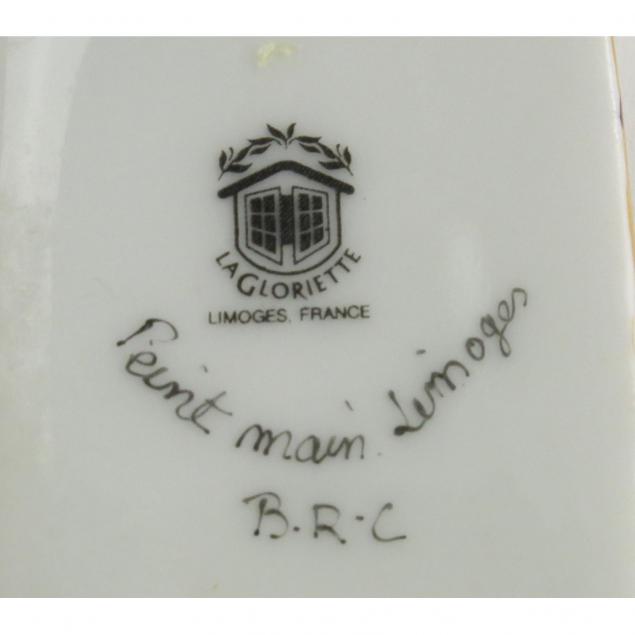 LA GLORIETTE
LIMOGES, FRANCE
Peint main. Limoges
B.R-C